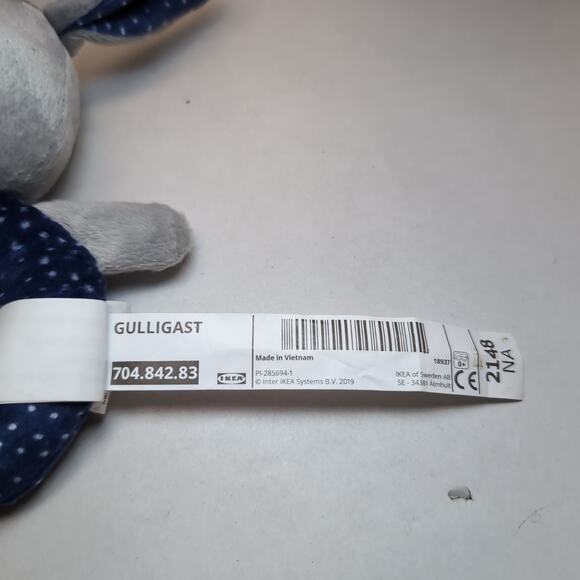 GULLIGAST
704.842.83
IKEA
Made in Vietnam
18937
PI-285694-1
© Inter IKEA Systems B.V. 2019
IKEA of Sweden AB
SE - 34381 Älmhult
0+
CE
2148
NA